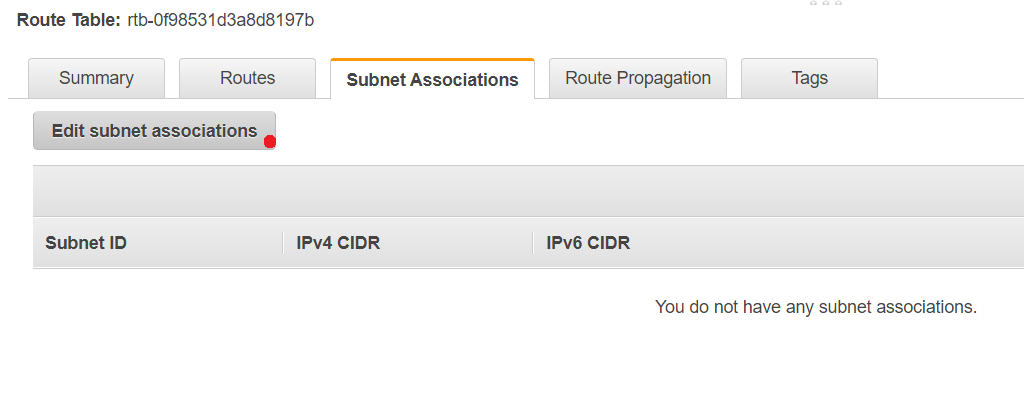 Route Table: rtb-0f98531d3a8d8197b
Summary Routes Subnet Associations Route Propagation Tags
Edit subnet associations
Subnet ID IPv4 CIDR IPv6 CIDR
You do not have any subnet associations.